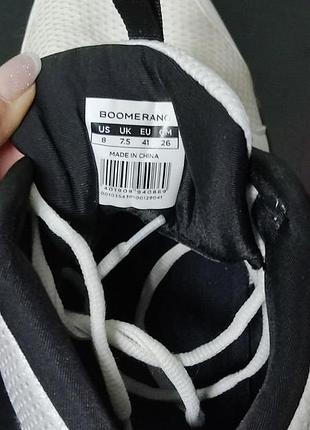 BOOMERANG
US UK EU CM
8 7.5 41 26
MADE IN CHINA